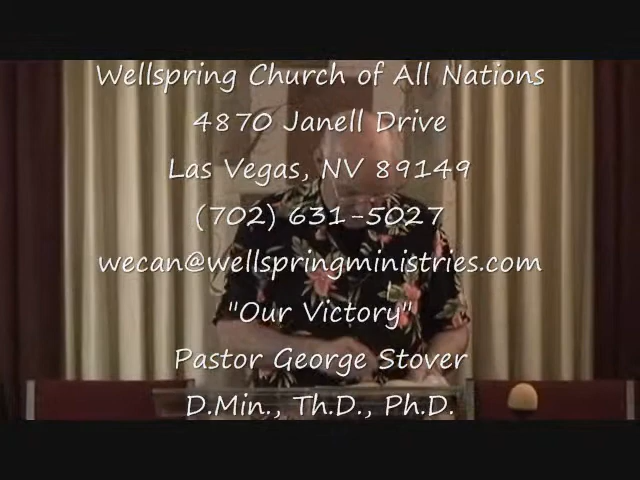 Wellspring Church of All Nations
4870 Janell Drive
Las Vegas, NV 89149
(702) 631-5027
wecan@wellspringministries.com
"Our Victory"
Pastor George Stover
D.Min., Th.D., Ph.D.